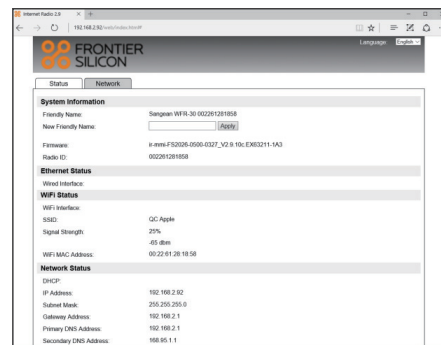 Internet Radio 2.9
192.168.2.92/web/index.html#
Language: English
FRONTIER
SILICON
Status Network
System Information
Friendly Name: Sangean WFR-30 002261281858
New Friendly Name: Apply
Firmware: ir-mmi-FS2026-0500-0327_V2.9.10c.EX63211-1A3
Radio ID: 002261281858
Ethernet Status
Wired Interface:
WiFi Status
WiFi Interface:
SSID: QC Apple
Signal Strength: 25%
-65 dbm
WiFi MAC Address: 00:22:61:28:18:58
Network Status
DHCP:
IP Address: 192.168.2.92
Subnet Mask: 255.255.255.0
Gateway Address: 192.168.2.1
Primary DNS Address: 192.168.2.1
Secondary DNS Address: 168.95.1.1